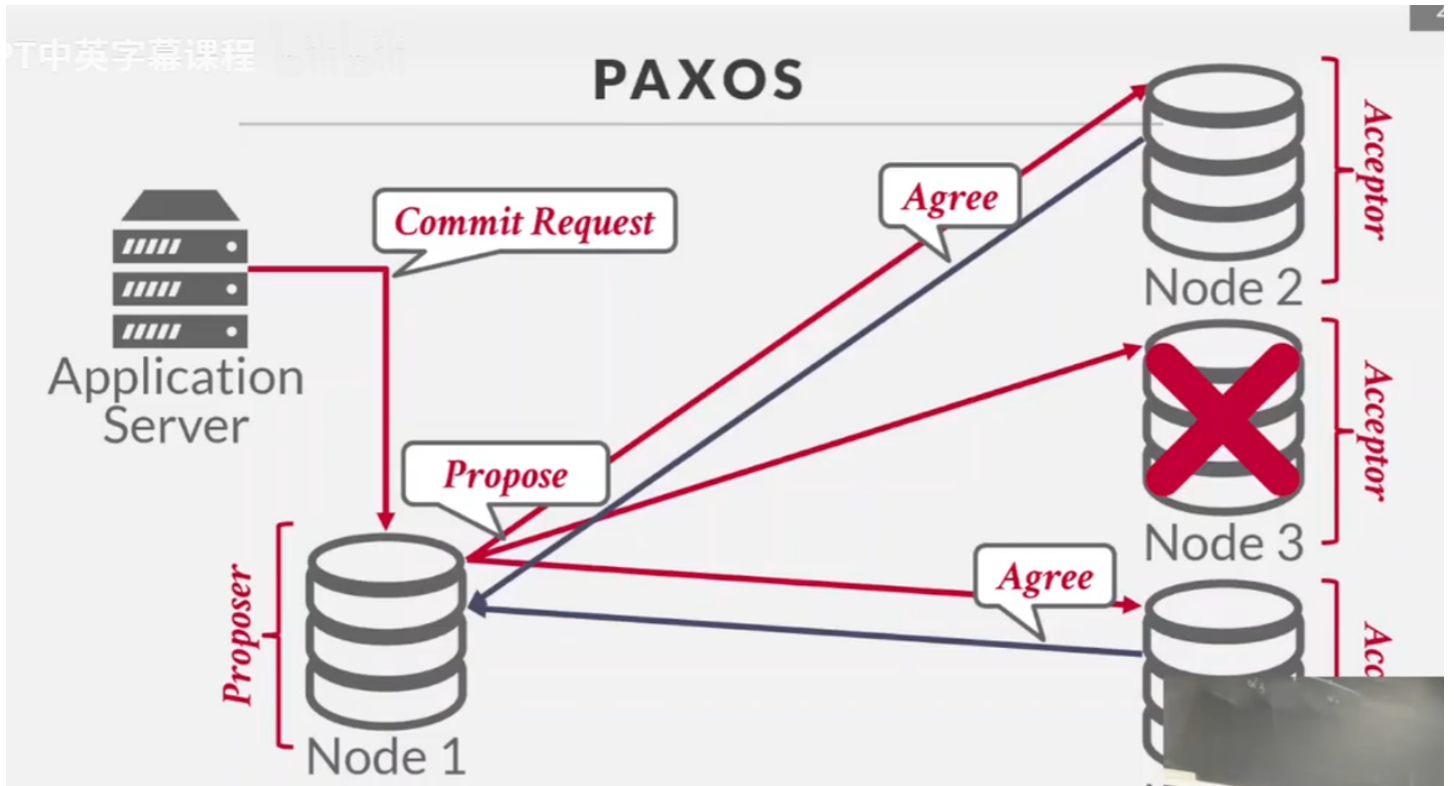 PT中英字幕课程
PAXOS
Commit Request
Agree
Acceptor
Node 2
Application
Server
Propose
Acceptor
Node 3
Agree
Proposer
Acc
Node 1